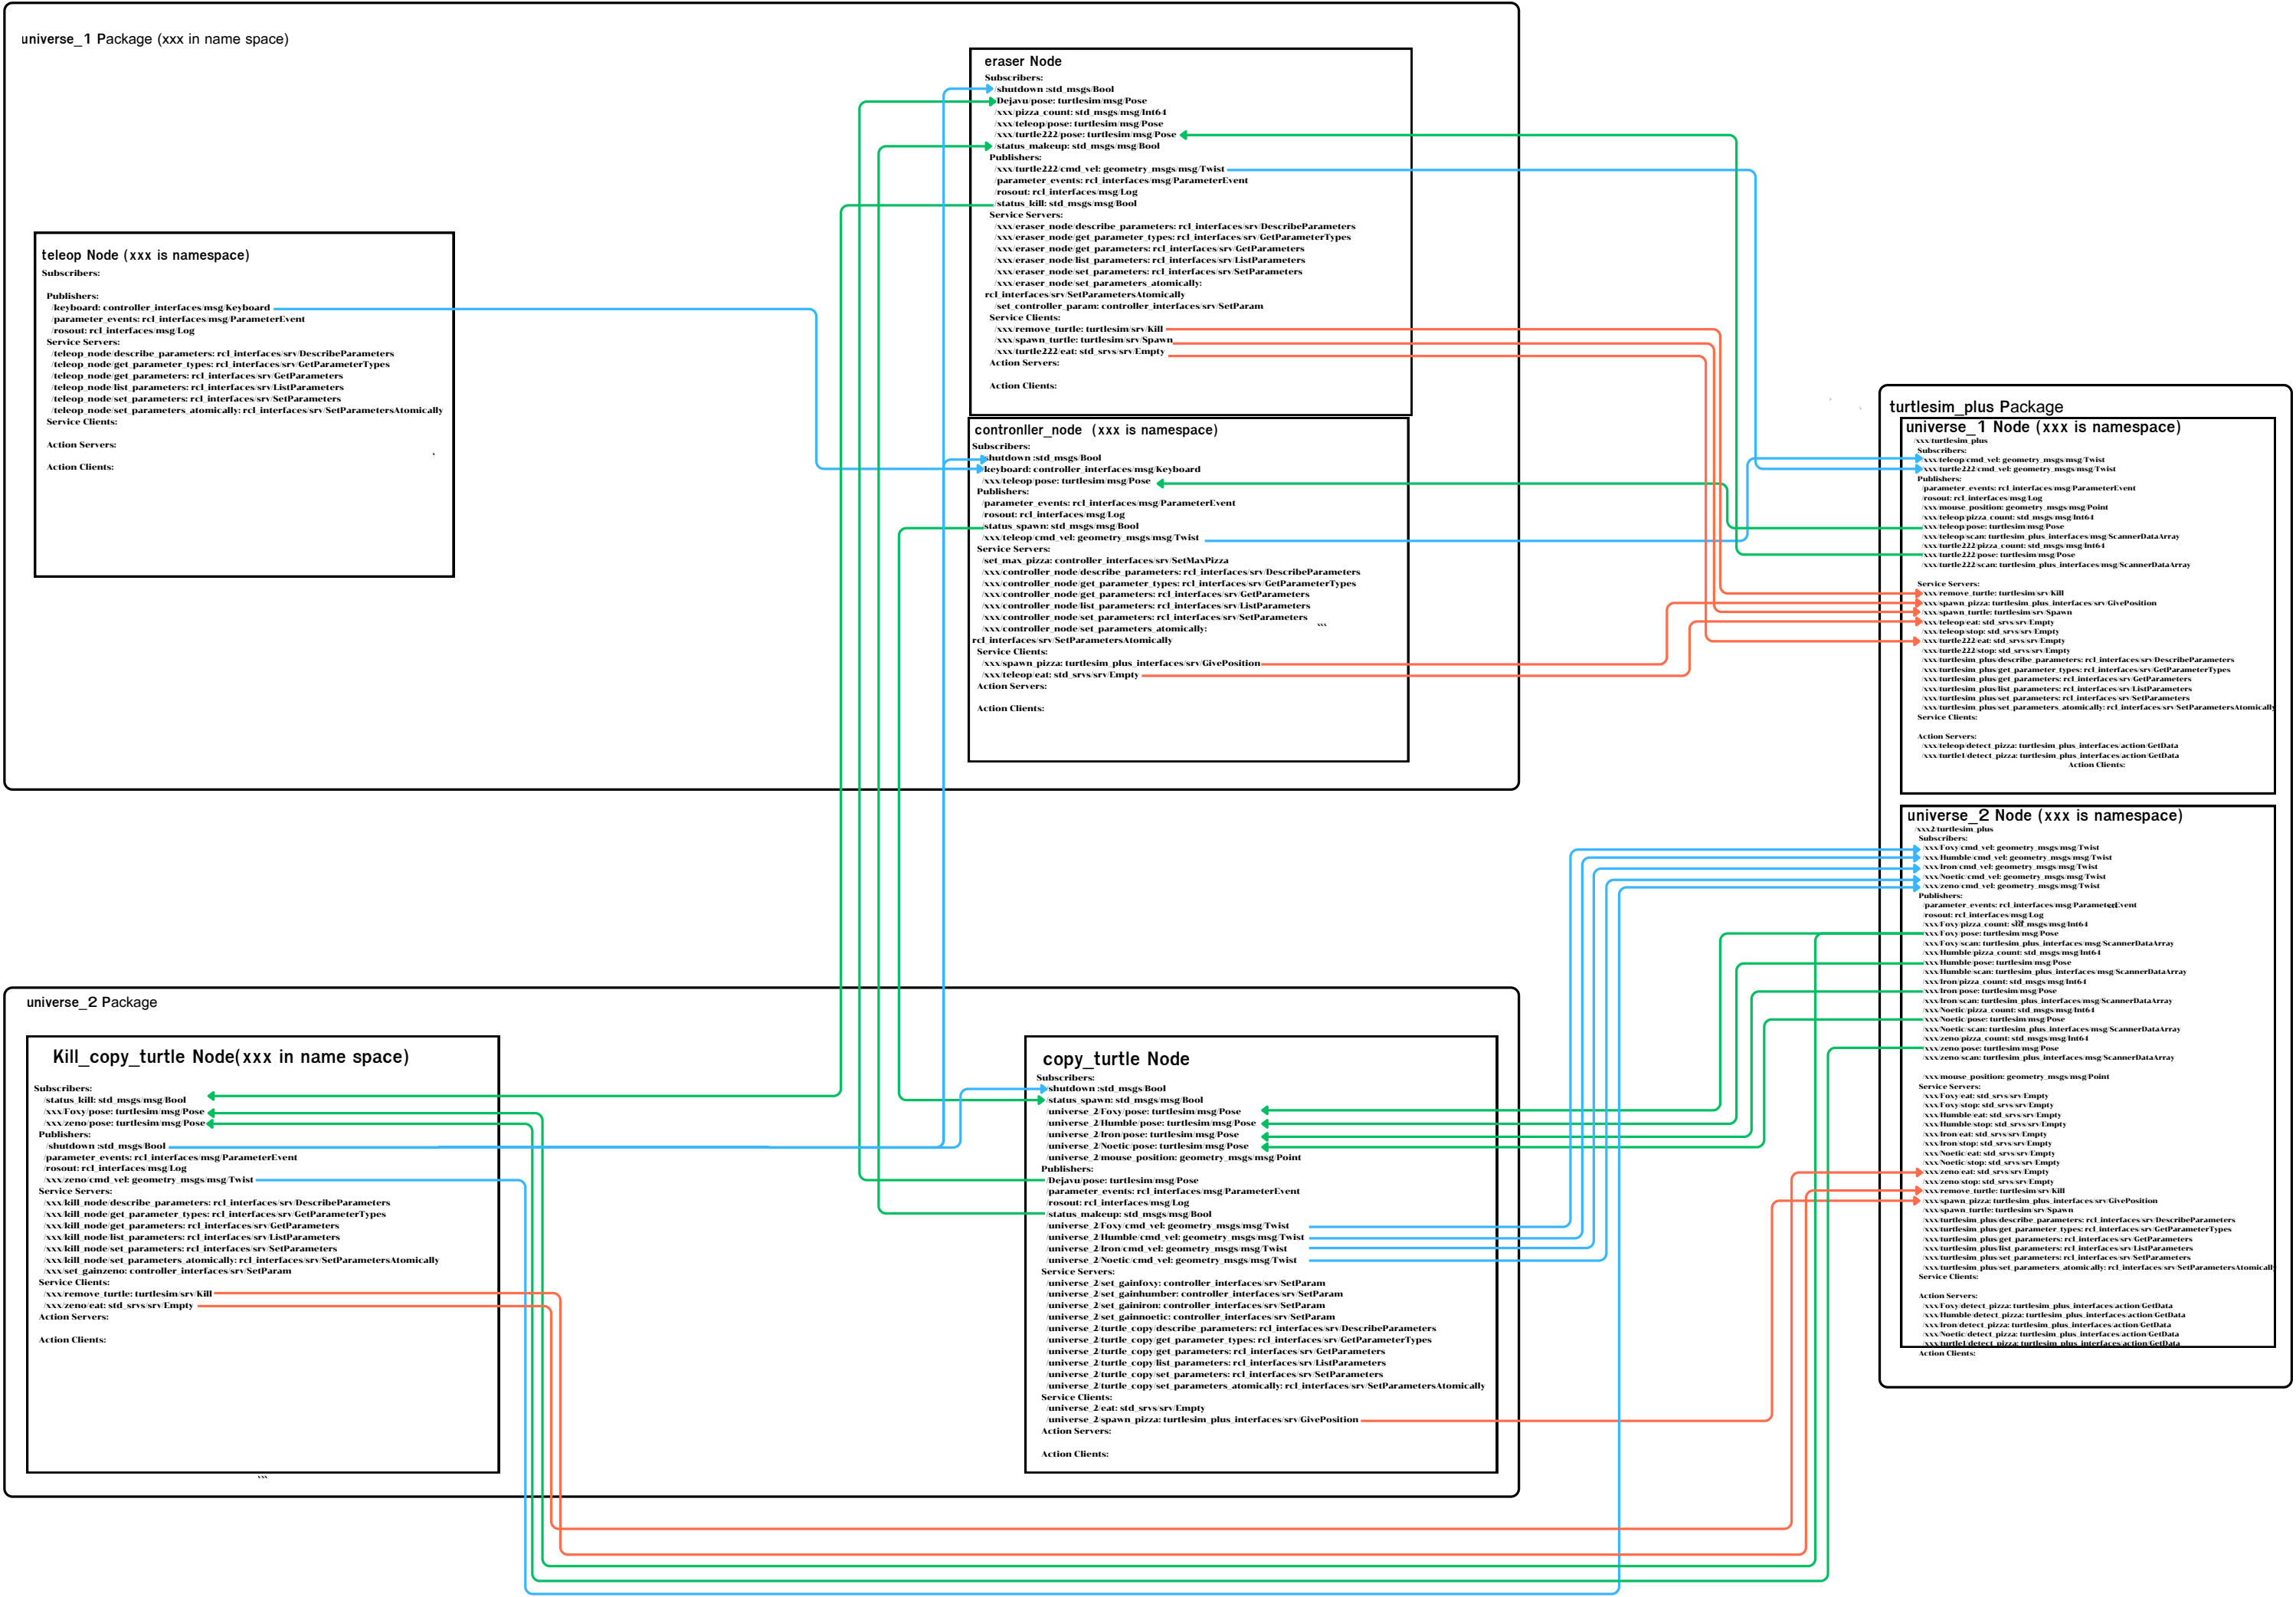 universe_1 Package (xxx in name space)
eraser Node
Subscribers:
/shutdown :std_msgs/Bool
Dejavu/pose: turtlesim/msg/Pose
/xxx/pizza_count: std_msgs/msg/Int64
/xxx/teleop/pose: turtlesim/msg/Pose
/xxx/turtle222/pose: turtlesim/msg/Pose
/status_makeup: std_msgs/msg/Bool
Publishers:
/xxx/turtle222/cmd_vel: geometry_msgs/msg/Twist
/parameter_events: rcl_interfaces/msg/ParameterEvent
/rosout: rcl_interfaces/msg/Log
/status_kill: std_msgs/msg/Bool
Service Servers:
/xxx/eraser_node/describe_parameters: rcl_interfaces/srv/DescribeParameters
/xxx/eraser_node/get_parameter_types: rcl_interfaces/srv/GetParameterTypes
/xxx/eraser_node/get_parameters: rcl_interfaces/srv/GetParameters
/xxx/eraser_node/list_parameters: rcl_interfaces/srv/ListParameters
/xxx/eraser_node/set_parameters: rcl_interfaces/srv/SetParameters
/xxx/eraser_node/set_parameters_atomically:
rcl_interfaces/srv/SetParametersAtomically
/set_controller_param: controller_interfaces/srv/SetParam
Service Clients:
/xxx/remove_turtle: turtlesim/srv/Kill
/xxx/spawn_turtle: turtlesim/srv/Spawn
/xxx/turtle222/eat: std_srvs/srv/Empty
Action Servers:
Action Clients:
teleop Node (xxx is namespace)
Subscribers:
Publishers:
/keyboard: controller_interfaces/msg/Keyboard
/parameter_events: rcl_interfaces/msg/ParameterEvent
/rosout: rcl_interfaces/msg/Log
Service Servers:
/teleop_node/describe_parameters: rcl_interfaces/srv/DescribeParameters
/teleop_node/get_parameter_types: rcl_interfaces/srv/GetParameterTypes
/teleop_node/get_parameters: rcl_interfaces/srv/GetParameters
/teleop_node/list_parameters: rcl_interfaces/srv/ListParameters
/teleop_node/set_parameters: rcl_interfaces/srv/SetParameters
/teleop_node/set_parameters_atomically: rcl_interfaces/srv/SetParametersAtomically
Service Clients:
Action Servers:
Action Clients:
contronller_node (xxx is namespace)
Subscribers:
shutdown :std_msgs/Bool
keyboard: controller_interfaces/msg/Keyboard
/xxx/teleop/pose: turtlesim/msg/Pose
Publishers:
/parameter_events: rcl_interfaces/msg/ParameterEvent
/rosout: rcl_interfaces/msg/Log
/status_spawn: std_msgs/msg/Bool
/xxx/teleop/cmd_vel: geometry_msgs/msg/Twist
Service Servers:
/set_max_pizza: controller_interfaces/srv/SetMaxPizza
/xxx/controller_node/describe_parameters: rcl_interfaces/srv/DescribeParameters
/xxx/controller_node/get_parameter_types: rcl_interfaces/srv/GetParameterTypes
/xxx/controller_node/get_parameters: rcl_interfaces/srv/GetParameters
/xxx/controller_node/list_parameters: rcl_interfaces/srv/ListParameters
/xxx/controller_node/set_parameters: rcl_interfaces/srv/SetParameters
/xxx/controller_node/set_parameters_atomically:
```
rcl_interfaces/srv/SetParametersAtomically
Service Clients:
/xxx/spawn_pizza: turtlesim_plus_interfaces/srv/GivePosition
/xxx/teleop/eat: std_srvs/srv/Empty
Action Servers:
Action Clients:
turtlesim_plus Package
universe_1 Node (xxx is namespace)
/xxx/turtlesim_plus
Subscribers:
/xxx/teleop/cmd_vel: geometry_msgs/msg/Twist
/xxx/turtle222/cmd_vel: geometry_msgs/msg/Twist
Publishers:
/parameter_events: rcl_interfaces/msg/ParameterEvent
/rosout: rcl_interfaces/msg/Log
/xxx/mouse_position: geometry_msgs/msg/Point
/xxx/teleop/pizza_count: std_msgs/msg/Int64
/xxx/teleop/pose: turtlesim/msg/Pose
/xxx/teleop/scan: turtlesim_plus_interfaces/msg/ScannerDataArray
/xxx/turtle222/pizza_count: std_msgs/msg/Int64
/xxx/turtle222/pose: turtlesim/msg/Pose
/xxx/turtle222/scan: turtlesim_plus_interfaces/msg/ScannerDataArray
Service Servers:
/xxx/remove_turtle: turtlesim/srv/Kill
/xxx/spawn_pizza: turtlesim_plus_interfaces/srv/GivePosition
/xxx/spawn_turtle: turtlesim/srv/Spawn
/xxx/teleop/eat: std_srvs/srv/Empty
/xxx/teleop/stop: std_srvs/srv/Empty
/xxx/turtle222/eat: std_srvs/srv/Empty
/xxx/turtle222/stop: std_srvs/srv/Empty
/xxx/turtlesim_plus/describe_parameters: rcl_interfaces/srv/DescribeParameters
/xxx/turtlesim_plus/get_parameter_types: rcl_interfaces/srv/GetParameterTypes
/xxx/turtlesim_plus/get_parameters: rcl_interfaces/srv/GetParameters
/xxx/turtlesim_plus/list_parameters: rcl_interfaces/srv/ListParameters
/xxx/turtlesim_plus/set_parameters: rcl_interfaces/srv/SetParameters
/xxx/turtlesim_plus/set_parameters_atomically: rcl_interfaces/srv/SetParametersAtomically
Service Clients:
Action Servers:
/xxx/teleop/detect_pizza: turtlesim_plus_interfaces/action/GetData
/xxx/turtle1/detect_pizza: turtlesim_plus_interfaces/action/GetData
Action Clients:
universe_2 Node (xxx is namespace)
/xxx2/turtlesim_plus
Subscribers:
/xxx/Foxy/cmd_vel: geometry_msgs/msg/Twist
/xxx/Humble/cmd_vel: geometry_msgs/msg/Twist
/xxx/Iron/cmd_vel: geometry_msgs/msg/Twist
/xxx/Noetic/cmd_vel: geometry_msgs/msg/Twist
/xxx/zeno/cmd_vel: geometry_msgs/msg/Twist
Publishers:
/parameter_events: rcl_interfaces/msg/ParameterEvent
/rosout: rcl_interfaces/msg/Log
/xxx/Foxy/pizza_count: std_msgs/msg/Int64
/xxx/Foxy/pose: turtlesim/msg/Pose
/xxx/Foxy/scan: turtlesim_plus_interfaces/msg/ScannerDataArray
/xxx/Humble/pizza_count: std_msgs/msg/Int64
/xxx/Humble/pose: turtlesim/msg/Pose
/xxx/Humble/scan: turtlesim_plus_interfaces/msg/ScannerDataArray
/xxx/Iron/pizza_count: std_msgs/msg/Int64
/xxx/Iron/pose: turtlesim/msg/Pose
/xxx/Iron/scan: turtlesim_plus_interfaces/msg/ScannerDataArray
/xxx/Noetic/pizza_count: std_msgs/msg/Int64
/xxx/Noetic/pose: turtlesim/msg/Pose
/xxx/Noetic/scan: turtlesim_plus_interfaces/msg/ScannerDataArray
/xxx/zeno/pizza_count: std_msgs/msg/Int64
/xxx/zeno/pose: turtlesim/msg/Pose
/xxx/zeno/scan: turtlesim_plus_interfaces/msg/ScannerDataArray
/xxx/mouse_position: geometry_msgs/msg/Point
Service Servers:
/xxx/Foxy/eat: std_srvs/srv/Empty
/xxx/Foxy/stop: std_srvs/srv/Empty
/xxx/Humble/eat: std_srvs/srv/Empty
/xxx/Humble/stop: std_srvs/srv/Empty
/xxx/Iron/eat: std_srvs/srv/Empty
/xxx/Iron/stop: std_srvs/srv/Empty
/xxx/Noetic/eat: std_srvs/srv/Empty
/xxx/Noetic/stop: std_srvs/srv/Empty
/xxx/zeno/eat: std_srvs/srv/Empty
/xxx/zeno/stop: std_srvs/srv/Empty
/xxx/remove_turtle: turtlesim/srv/Kill
/xxx/spawn_pizza: turtlesim_plus_interfaces/srv/GivePosition
/xxx/spawn_turtle: turtlesim/srv/Spawn
/xxx/turtlesim_plus/describe_parameters: rcl_interfaces/srv/DescribeParameters
/xxx/turtlesim_plus/get_parameter_types: rcl_interfaces/srv/GetParameterTypes
/xxx/turtlesim_plus/get_parameters: rcl_interfaces/srv/GetParameters
/xxx/turtlesim_plus/list_parameters: rcl_interfaces/srv/ListParameters
/xxx/turtlesim_plus/set_parameters: rcl_interfaces/srv/SetParameters
/xxx/turtlesim_plus/set_parameters_atomically: rcl_interfaces/srv/SetParametersAtomically
Service Clients:
Action Servers:
/xxx/Foxy/detect_pizza: turtlesim_plus_interfaces/action/GetData
/xxx/Humble/detect_pizza: turtlesim_plus_interfaces/action/GetData
/xxx/Iron/detect_pizza: turtlesim_plus_interfaces/action/GetData
/xxx/Noetic/detect_pizza: turtlesim_plus_interfaces/action/GetData
/xxx/turtle1/detect_pizza: turtlesim_plus_interfaces/action/GetData
Action Clients:
universe_2 Package
Kill_copy_turtle Node(xxx in name space)
Subscribers:
/status_kill: std_msgs/msg/Bool
/xxx/Foxy/pose: turtlesim/msg/Pose
/xxx/zeno/pose: turtlesim/msg/Pose
Publishers:
/shutdown :std_msgs/Bool
/parameter_events: rcl_interfaces/msg/ParameterEvent
/rosout: rcl_interfaces/msg/Log
/xxx/zeno/cmd_vel: geometry_msgs/msg/Twist
Service Servers:
/xxx/kill_node/describe_parameters: rcl_interfaces/srv/DescribeParameters
/xxx/kill_node/get_parameter_types: rcl_interfaces/srv/GetParameterTypes
/xxx/kill_node/get_parameters: rcl_interfaces/srv/GetParameters
/xxx/kill_node/list_parameters: rcl_interfaces/srv/ListParameters
/xxx/kill_node/set_parameters: rcl_interfaces/srv/SetParameters
/xxx/kill_node/set_parameters_atomically: rcl_interfaces/srv/SetParametersAtomically
/xxx/set_gainzeno: controller_interfaces/srv/SetParam
Service Clients:
/xxx/remove_turtle: turtlesim/srv/Kill
/xxx/zeno/eat: std_srvs/srv/Empty
Action Servers:
Action Clients:
```
copy_turtle Node
Subscribers:
/shutdown :std_msgs/Bool
/status_spawn: std_msgs/msg/Bool
/universe_2/Foxy/pose: turtlesim/msg/Pose
/universe_2/Humble/pose: turtlesim/msg/Pose
/universe_2/Iron/pose: turtlesim/msg/Pose
/universe_2/Noetic/pose: turtlesim/msg/Pose
/universe_2/mouse_position: geometry_msgs/msg/Point
Publishers:
/Dejavu/pose: turtlesim/msg/Pose
/parameter_events: rcl_interfaces/msg/ParameterEvent
/rosout: rcl_interfaces/msg/Log
/status_makeup: std_msgs/msg/Bool
/universe_2/Foxy/cmd_vel: geometry_msgs/msg/Twist
/universe_2/Humble/cmd_vel: geometry_msgs/msg/Twist
/universe_2/Iron/cmd_vel: geometry_msgs/msg/Twist
/universe_2/Noetic/cmd_vel: geometry_msgs/msg/Twist
Service Servers:
/universe_2/set_gainfoxy: controller_interfaces/srv/SetParam
/universe_2/set_gainhumber: controller_interfaces/srv/SetParam
/universe_2/set_gainiron: controller_interfaces/srv/SetParam
/universe_2/set_gainnoetic: controller_interfaces/srv/SetParam
/universe_2/turtle_copy/describe_parameters: rcl_interfaces/srv/DescribeParameters
/universe_2/turtle_copy/get_parameter_types: rcl_interfaces/srv/GetParameterTypes
/universe_2/turtle_copy/get_parameters: rcl_interfaces/srv/GetParameters
/universe_2/turtle_copy/list_parameters: rcl_interfaces/srv/ListParameters
/universe_2/turtle_copy/set_parameters: rcl_interfaces/srv/SetParameters
/universe_2/turtle_copy/set_parameters_atomically: rcl_interfaces/srv/SetParametersAtomically
Service Clients:
/universe_2/eat: std_srvs/srv/Empty
/universe_2/spawn_pizza: turtlesim_plus_interfaces/srv/GivePosition
Action Servers:
Action Clients: